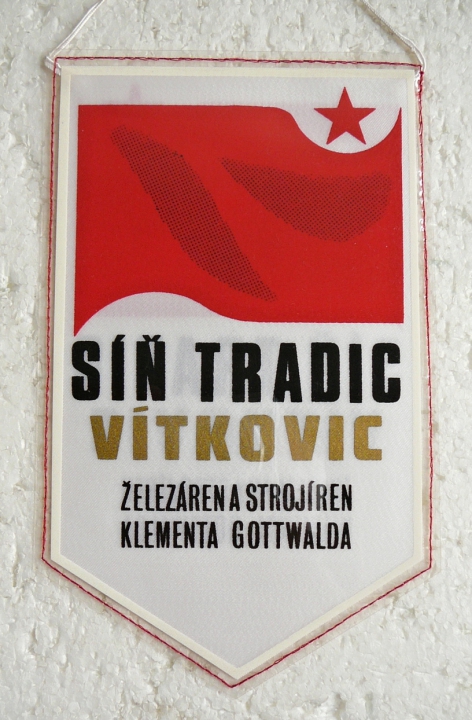 SÍŇ TRADIC
VÍTKOVIC
ŽELEZÁREN A STROJÍREN
KLEMENTA GOTTWALDA